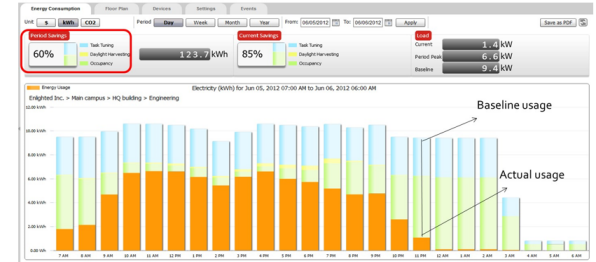 Energy Consumption Floor Plan Devices Settings Events
Unit $ kWh CO2 Period Day Week Month Year From: 06/05/2012 To: 06/06/2012 Apply Save as PDF
Period Savings Current Savings Load
60% Task Tuning Daylight Harvesting Occupancy
123.7 kWh
85% Task Tuning Daylight Harvesting Occupancy
Current 1.4 kW
Period Peak 6.6 kW
Baseline 9.4 kW
Energy Usage Electricity (kWh) for Jun 05, 2012 07:00 AM to Jun 06, 2012 06:00 AM
Enlighted Inc. > Main campus > HQ building > Engineering
Baseline usage
Actual usage
12.00 kWh
10.00 kWh
8.00 kWh
6.00 kWh
4.00 kWh
2.00 kWh
0.00 kWh
7 AM 8 AM 9 AM 10 AM 11 AM 12 PM 1 PM 2 PM 3 PM 4 PM 5 PM 6 PM 7 PM 8 PM 9 PM 10 PM 11 PM 12 AM 1 AM 2 AM 3 AM 4 AM 5 AM 6 AM